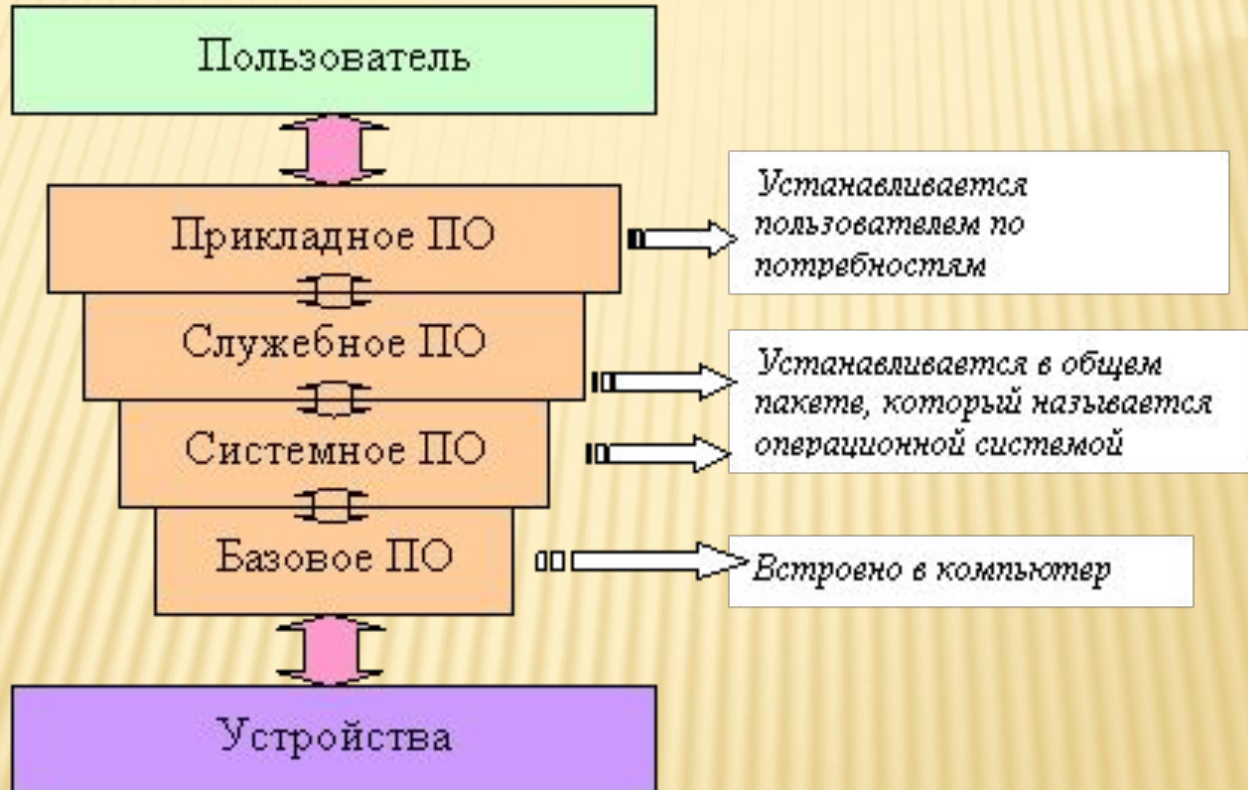 Пользователь
Прикладное ПО
Устанавливается
пользователем по
потребностям
Служебное ПО
Устанавливается в общем
пакете, который называется
операционной системой
Системное ПО
Базовое ПО
Встроено в компьютер
Устройства